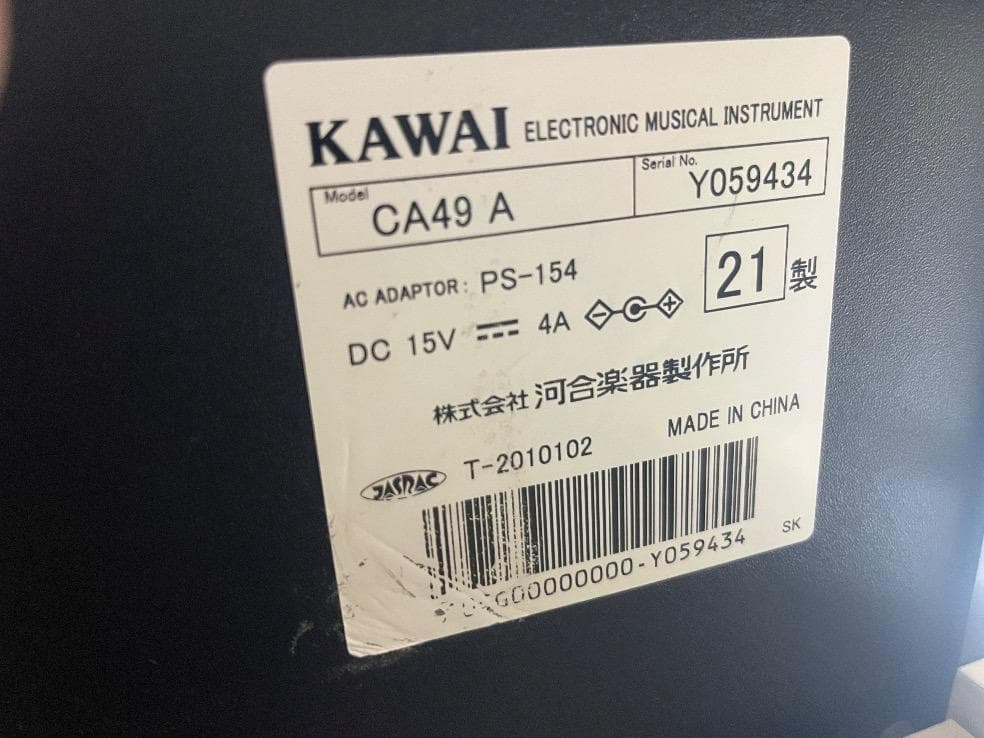 KAWAI ELECTRONIC MUSICAL INSTRUMENT
Model CA49 A Serial No. Y059434
AC ADAPTOR: PS-154
21 製
DC 15V 4A
株式会社 河合楽器製作所
MADE IN CHINA
JASRAC T-2010102
SK